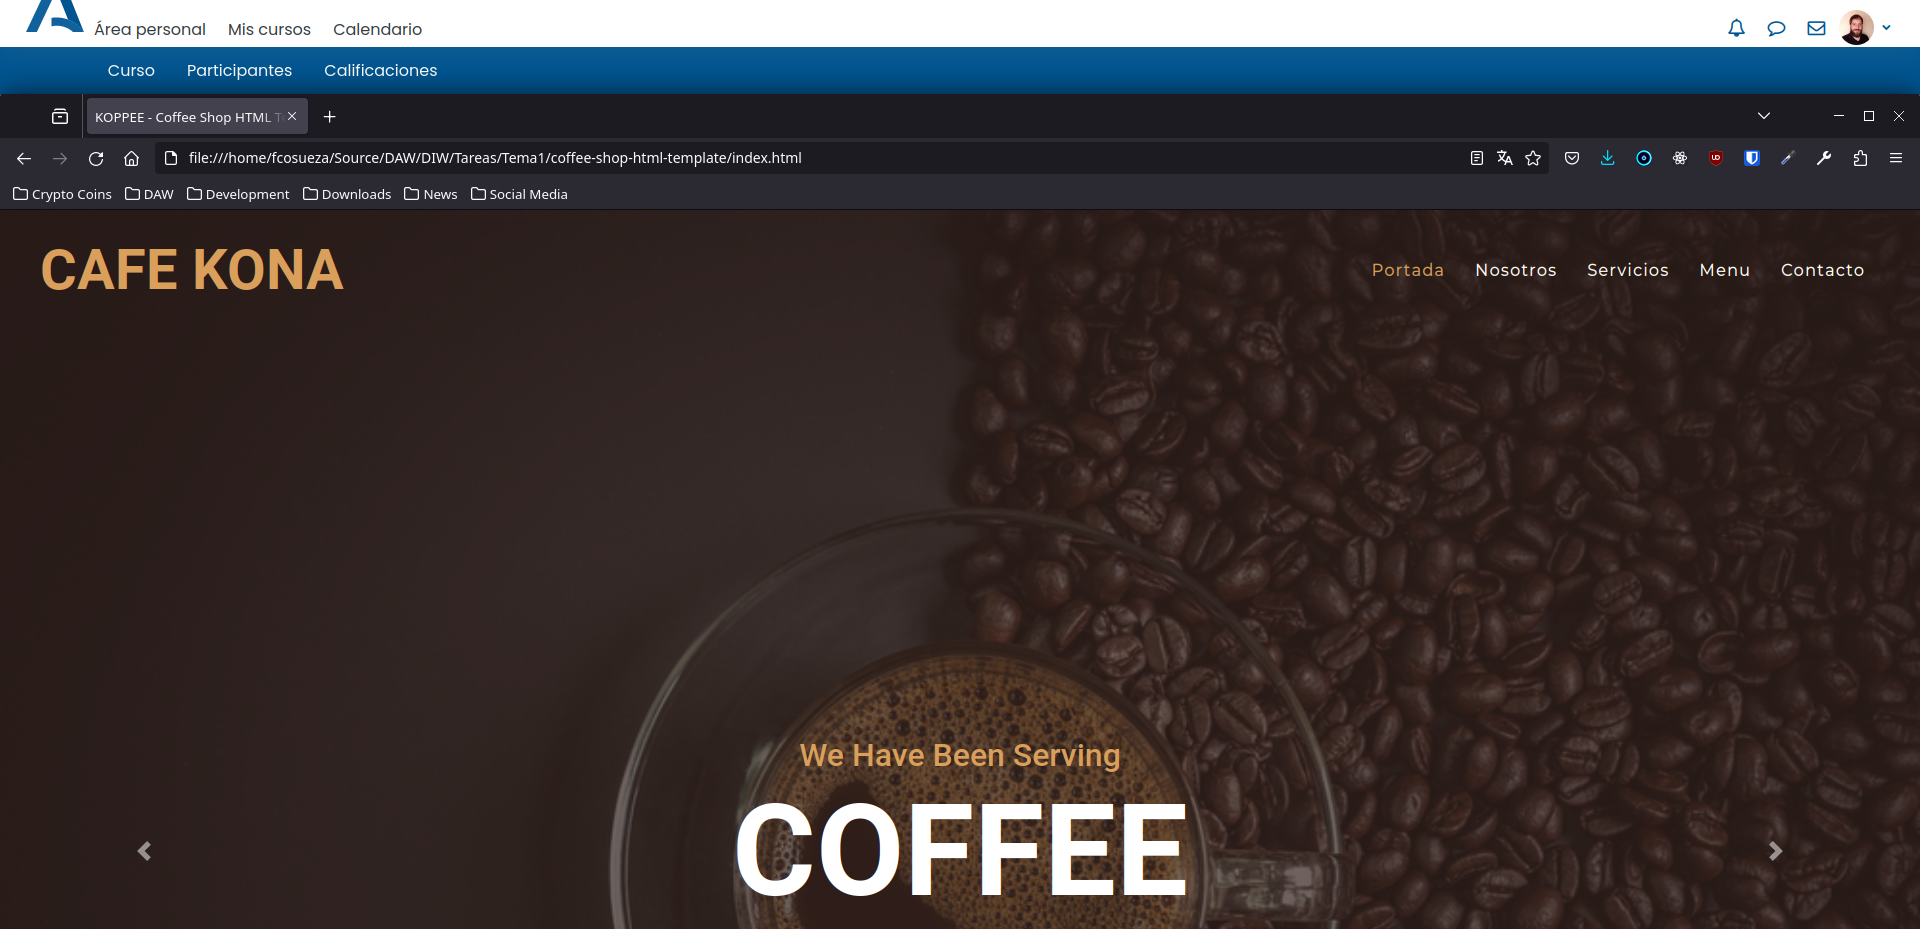 Área personal Mis cursos Calendario
Curso Participantes Calificaciones
KOPPEE - Coffee Shop HTML
file:///home/fcosueza/Source/DAW/DIW/Tareas/Tema1/coffee-shop-html-template/index.html
Crypto Coins DAW Development Downloads News Social Media
CAFE KONA
Portada Nosotros Servicios Menu Contacto
We Have Been Serving
COFFEE